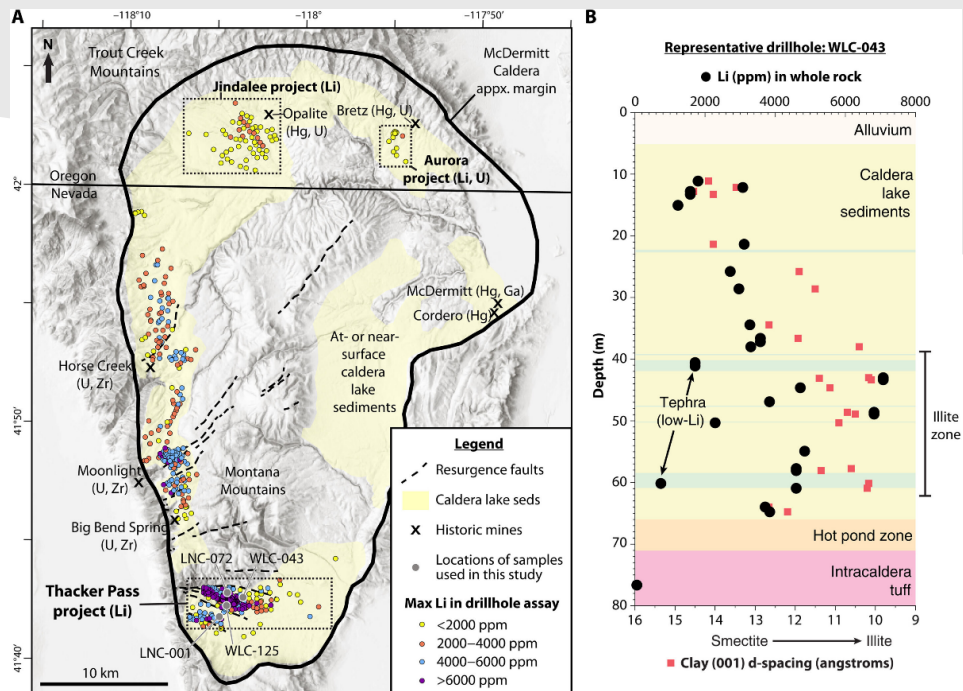 A
−118°10
−118°
−117°50
N
Trout Creek
Mountains
McDermitt
Caldera
appx. margin
Jindalee project (Li)
Opalite
(Hg, U)
Bretz (Hg, U)
Aurora
project (Li, U)
Oregon
Nevada
42°
McDermitt (Hg, Ga)
Cordero (Hg)
At- or near-
surface
caldera
lake
sediments
Horse Creek
(U, Zr)
41°50
Moonlight
(U, Zr)
Montana
Mountains
Big Bend Spring
(U, Zr)
LNC-072
WLC-043
Thacker Pass
project (Li)
LNC-001
WLC-125
41°40
10 km
Legend
Resurgence faults
Caldera lake seds
Historic mines
Locations of samples
used in this study
Max Li in drillhole assay
<2000 ppm
2000–4000 ppm
4000–6000 ppm
>6000 ppm
B
Representative drillhole: WLC-043
Li (ppm) in whole rock
0 2000 4000 6000 8000
0
10
20
30
40
50
60
70
80
Depth (m)
Alluvium
Caldera
lake
sediments
Tephra
(low-Li)
Illite
zone
Hot pond zone
Intracaldera
tuff
16 15 14 13 12 11 10 9
Smectite Illite
Clay (001) d-spacing (angstroms)